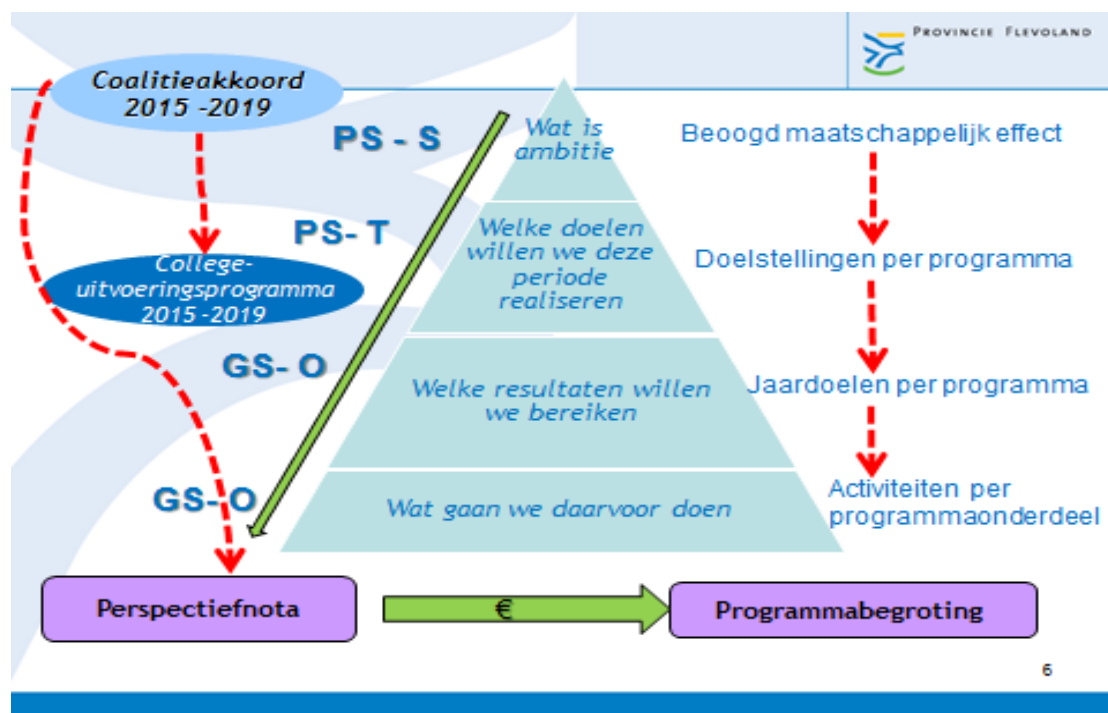 PROVINCIE FLEVOLAND
Coalitieakkoord
2015 -2019
PS - S
Wat is
ambitie
Beoogd maatschappelijk effect
PS- T
Welke doelen
willen we deze
periode
realiseren
Doelstellingen per programma
College-
uitvoeringsprogramma
2015 -2019
GS- O
Welke resultaten willen
we bereiken
Jaardoelen per programma
GS- O
Wat gaan we daarvoor doen
Activiteiten per
programmaonderdeel
Perspectiefnota
€
Programmabegroting
6